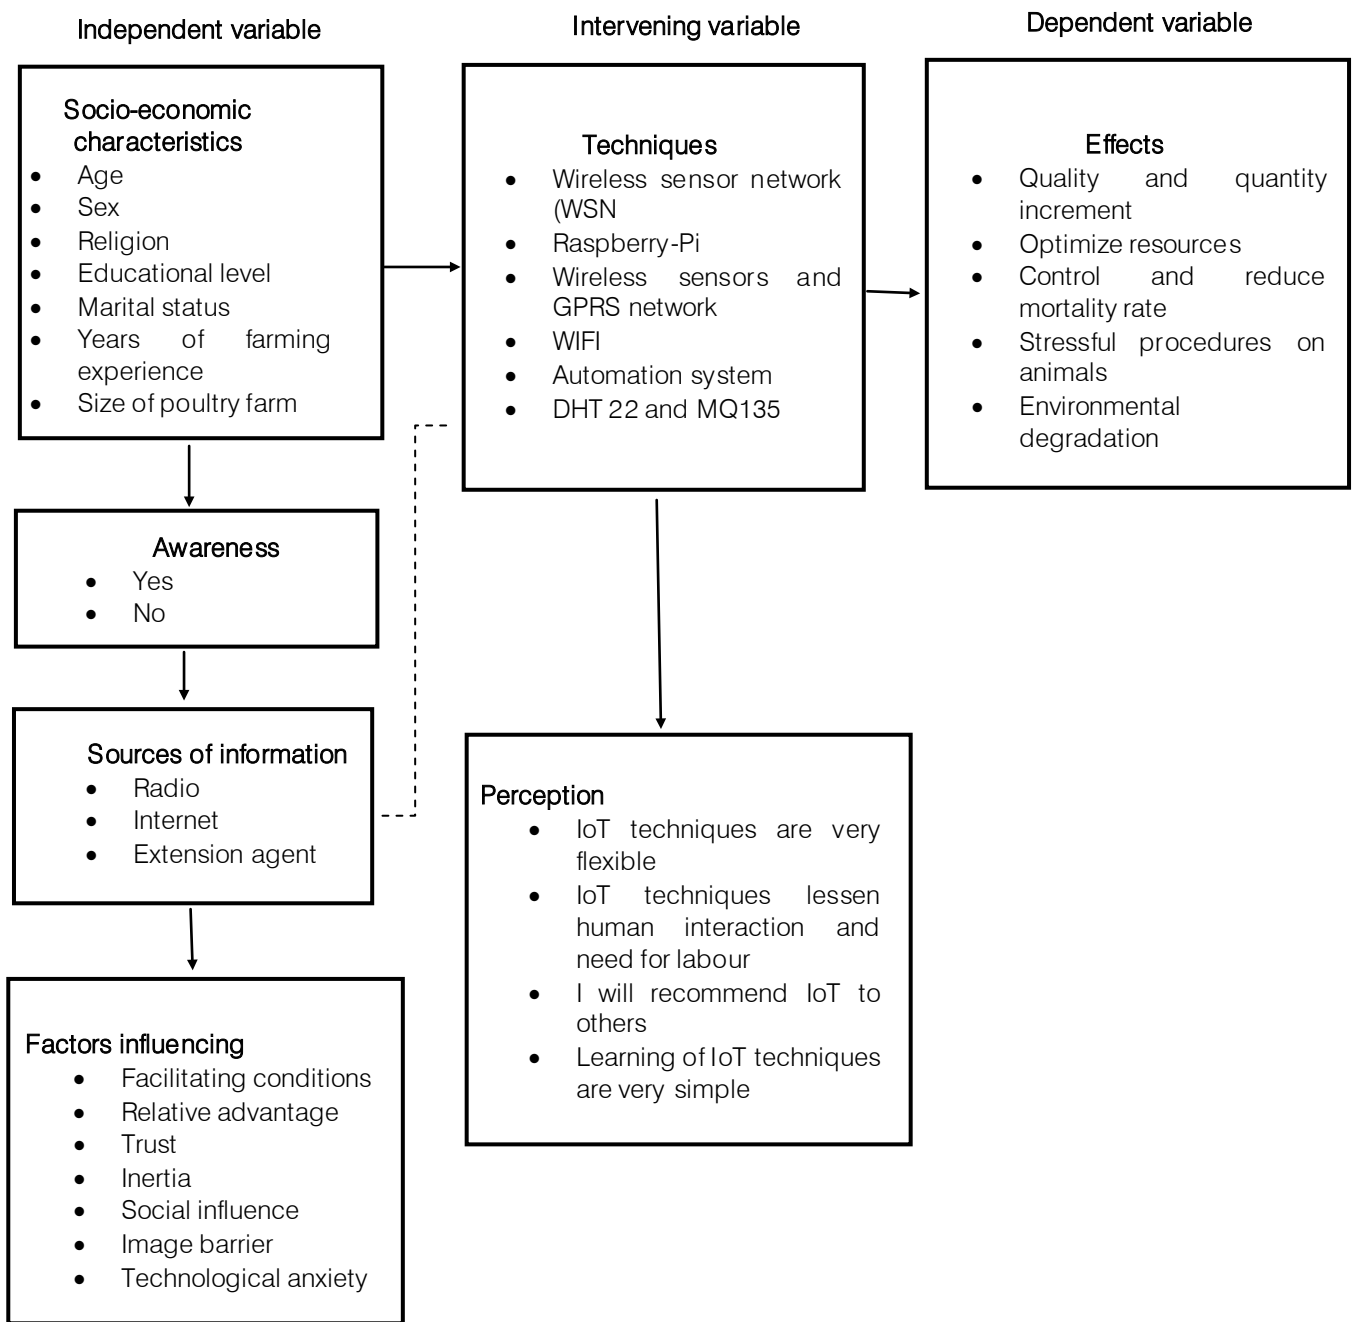 Independent variable
Socio-economic
characteristics
• Age
• Sex
• Religion
• Educational level
• Marital status
• Years of farming
experience
• Size of poultry farm
Awareness
• Yes
• No
Sources of information
• Radio
• Internet
• Extension agent
Factors influencing
• Facilitating conditions
• Relative advantage
• Trust
• Inertia
• Social influence
• Image barrier
• Technological anxiety
Intervening variable
Techniques
• Wireless sensor network
(WSN
• Raspberry-Pi
• Wireless sensors and
GPRS network
• WIFI
• Automation system
• DHT 22 and MQ135
Perception
• IoT techniques are very
flexible
• IoT techniques lessen
human interaction and
need for labour
• I will recommend IoT to
others
• Learning of IoT techniques
are very simple
Dependent variable
Effects
• Quality and quantity
increment
• Optimize resources
• Control and reduce
mortality rate
• Stressful procedures on
animals
• Environmental
degradation